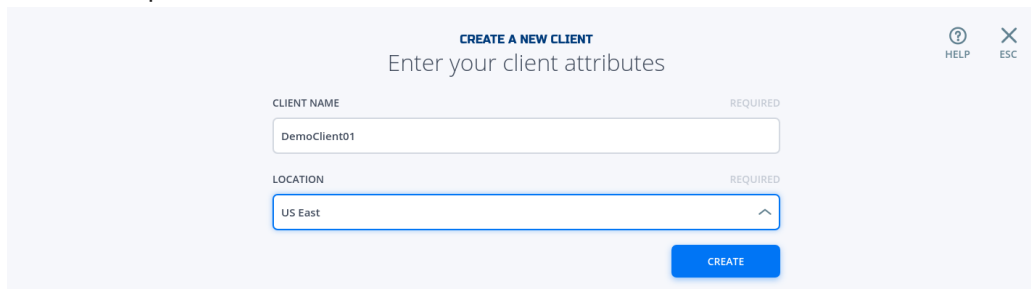 CREATE A NEW CLIENT
Enter your client attributes
HELP
ESC
CLIENT NAME
REQUIRED
DemoClient01
LOCATION
REQUIRED
US East
CREATE